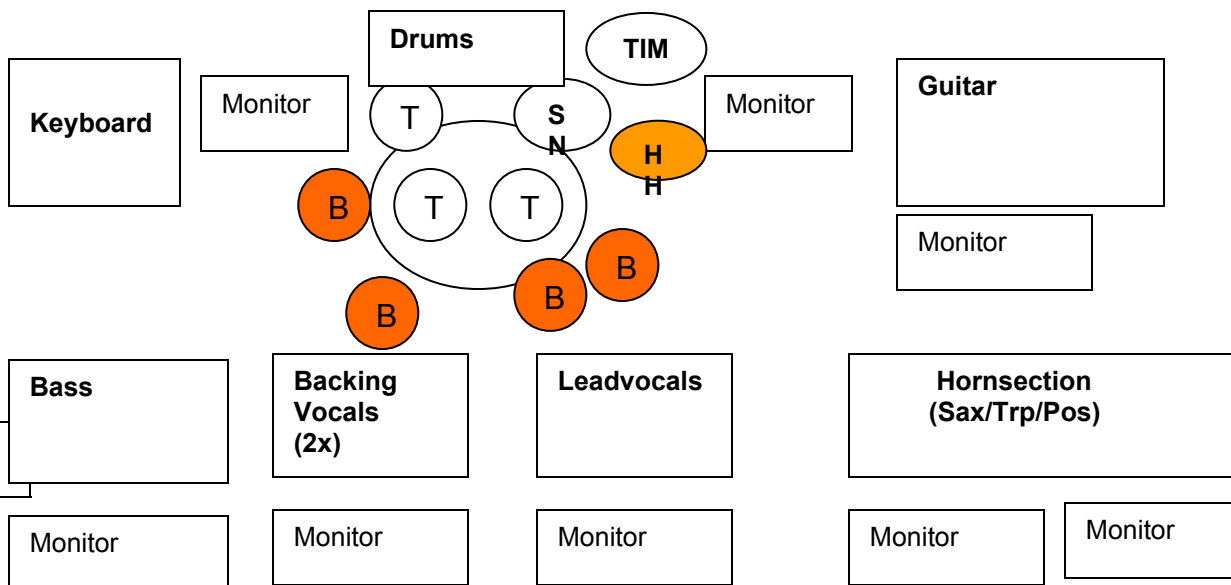 Drums
TIM
Keyboard
Monitor
T
S
N
Monitor
Guitar
H
H
B
T
T
Monitor
B
B
B
Bass
Backing
Vocals
(2x)
Leadvocals
Hornsection
(Sax/Trp/Pos)
Monitor
Monitor
Monitor
Monitor
Monitor